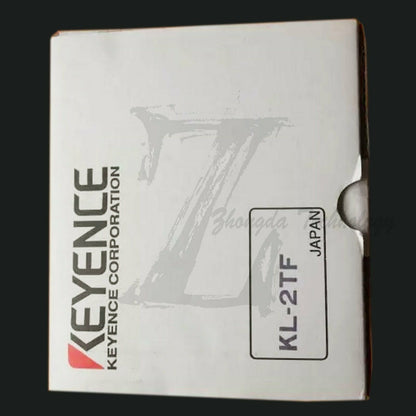 KEYENCE
KEYENCE CORPORATION
Z
Zhongda Technology
KL-2TF
JAPAN